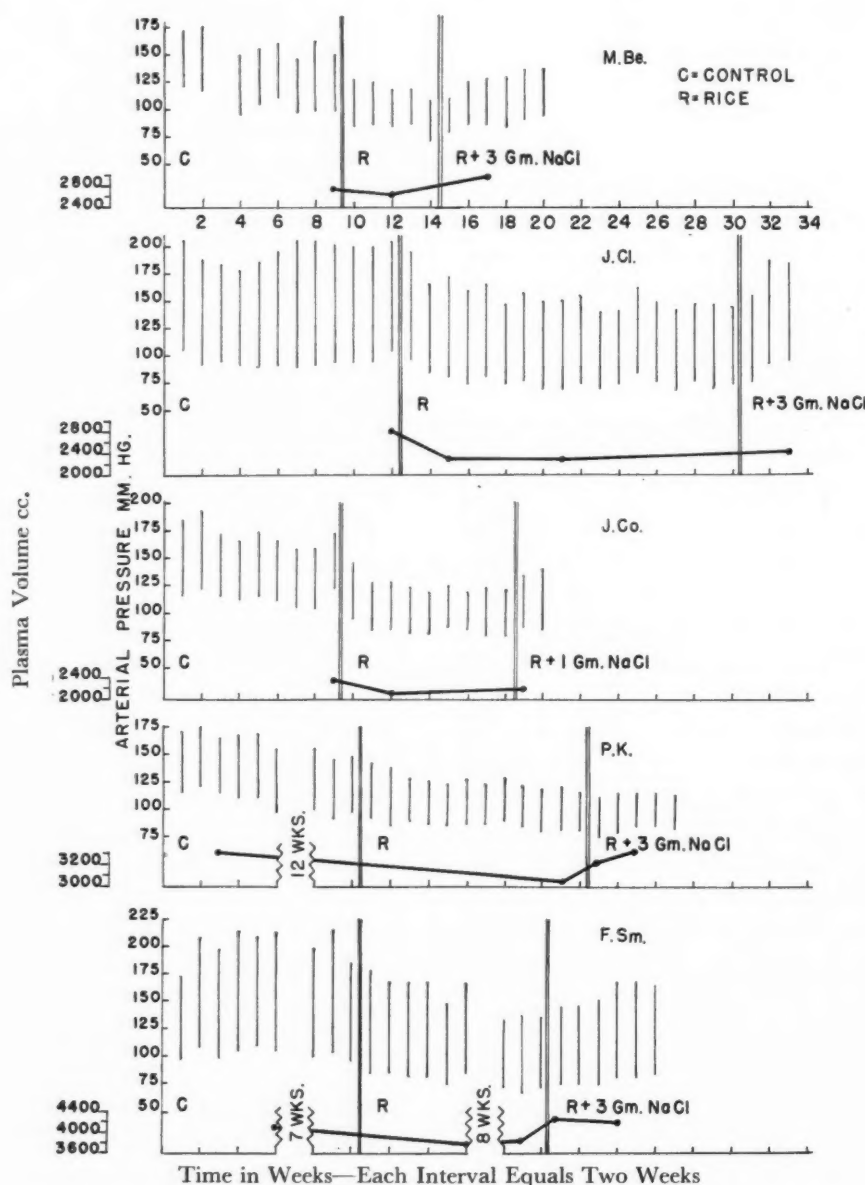 175
150
125
100
75
50
M.Be.
C = CONTROL
R = RICE
C
R
R + 3 Gm. NaCl
2800
2400
2 4 6 8 10 12 14 16 18 20 22 24 26 28 30 32 34
200
175
150
125
100
75
50
J.Cl.
C
R
R + 3 Gm. NaCl
2800
2400
2000
Plasma Volume cc.
ARTERIAL PRESSURE MM. HG.
200
175
150
125
100
75
50
J.Co.
C
R
R + 1 Gm. NaCl
2400
2000
175
150
125
100
75
P.K.
C
12 WKS.
R
R + 3 Gm. NaCl
3200
3000
225
200
175
150
125
100
75
50
F.Sm.
C
7 WKS.
R
8 WKS.
R + 3 Gm. NaCl
4400
4000
3600
Time in Weeks—Each Interval Equals Two Weeks